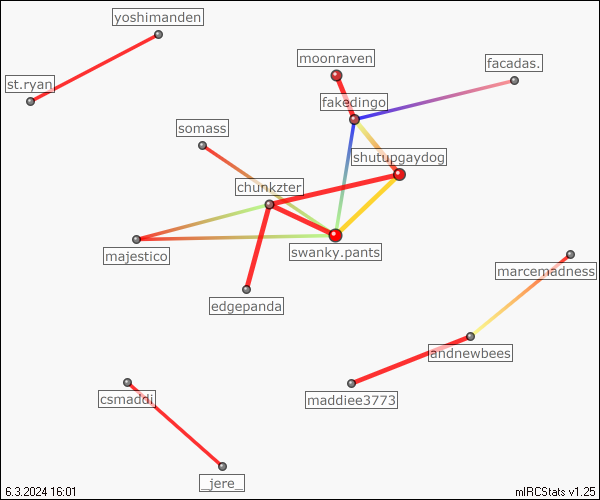 yoshimanden
moonraven
facadas.
st.ryan
fakedingo
somass
shutupgaydog
chunkzter
swanky.pants
majestico
marcemadness
edgepanda
andnewbees
csmaddi
maddiee3773
_jere_
6.3.2024 16:01
mIRCStats v1.25